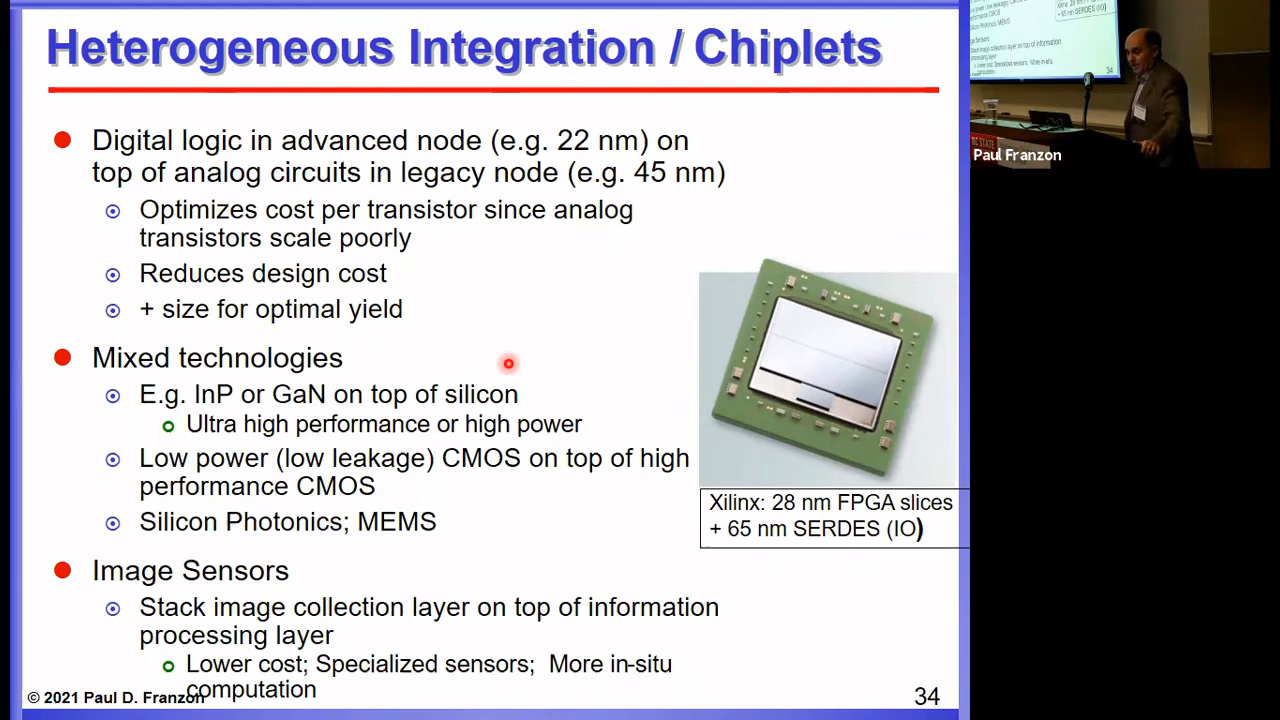 Heterogeneous Integration / Chiplets
Digital logic in advanced node (e.g. 22 nm) on
top of analog circuits in legacy node (e.g. 45 nm)
Optimizes cost per transistor since analog
transistors scale poorly
Reduces design cost
+ size for optimal yield
Mixed technologies
E.g. InP or GaN on top of silicon
Ultra high performance or high power
Low power (low leakage) CMOS on top of high
performance CMOS
Silicon Photonics; MEMS
Image Sensors
Stack image collection layer on top of information
processing layer
Lower cost; Specialized sensors;  More in-situ
computation
Xilinx: 28 nm FPGA slices
+ 65 nm SERDES (IO)
© 2021 Paul D. Franzon
34
Paul Franzon